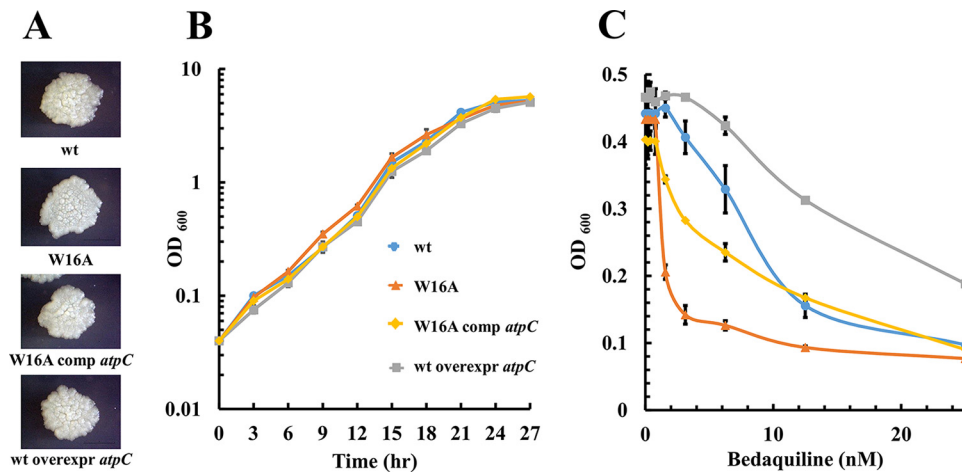 A
wt
W16A
W16A comp atpC
wt overexpr atpC
B
10
1
0.1
0.01
OD 600
0 3 6 9 12 15 18 21 24 27
Time (hr)
wt
W16A
W16A comp atpC
wt overexpr atpC
C
0.5
0.4
0.3
0.2
0.1
0
OD 600
0 10 20
Bedaquiline (nM)